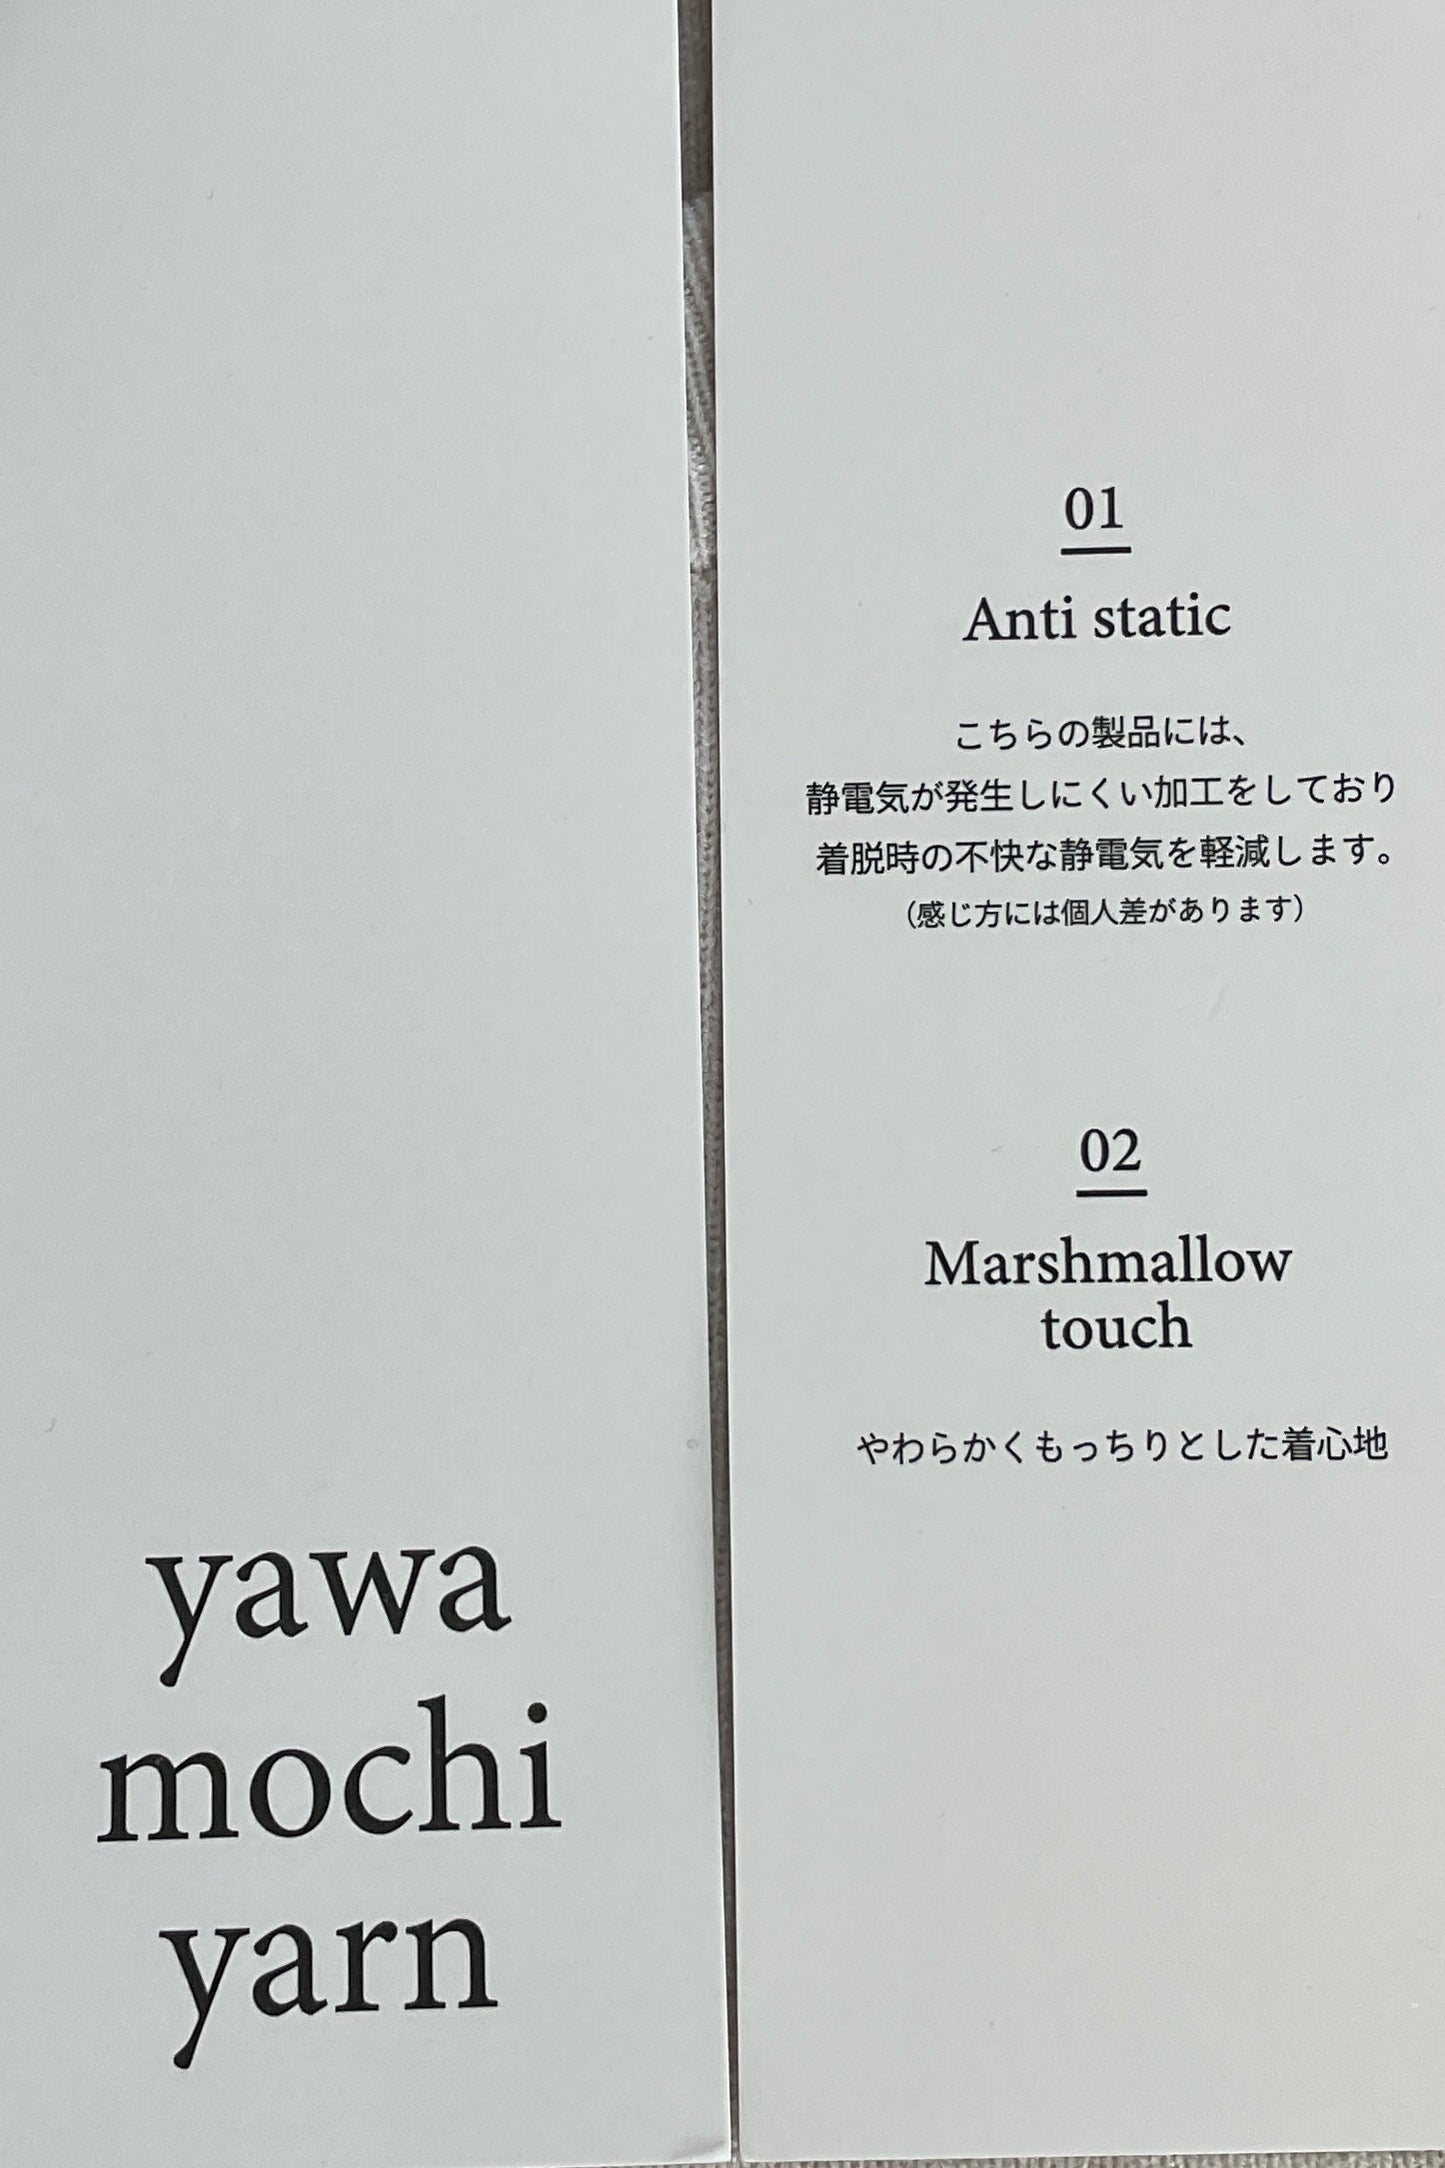 yawa
mochi
yarn
01
Anti static
こちらの製品には、
静電気が発生しにくい加工をしており
着脱時の不快な静電気を軽減します。
（感じ方には個人差があります）
02
Marshmallow
touch
やわらかくもっちりとした着心地